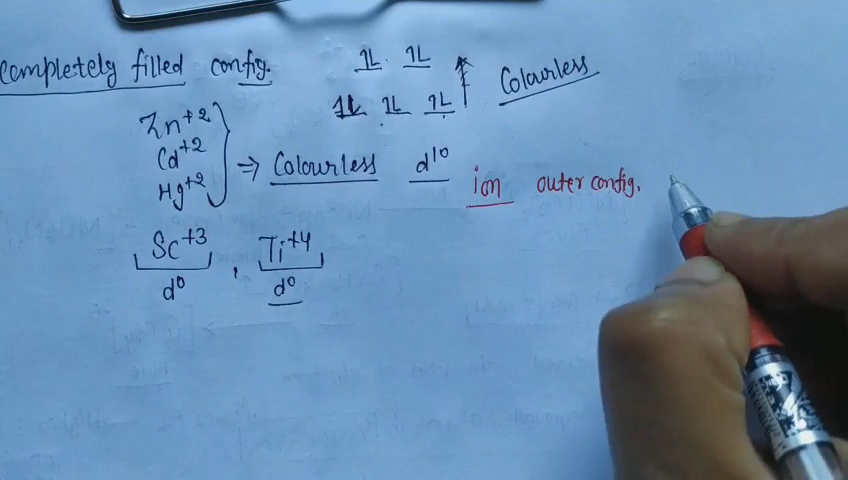 Completely filled config. 1L 1L
1L 1L 1L Colourless
Zn+2
Cd+2
Hg+2
⇒ Colourless d10
ion outer config.
Sc+3 , Ti+4
d0 d0